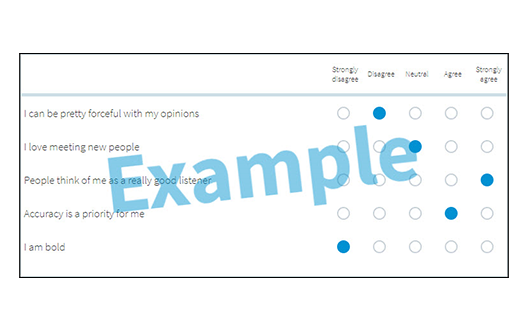 Strongly disagree Disagree Neutral Agree Strongly agree
I can be pretty forceful with my opinions
I love meeting new people
People think of me as a really good listener
Accuracy is a priority for me
I am bold
Example